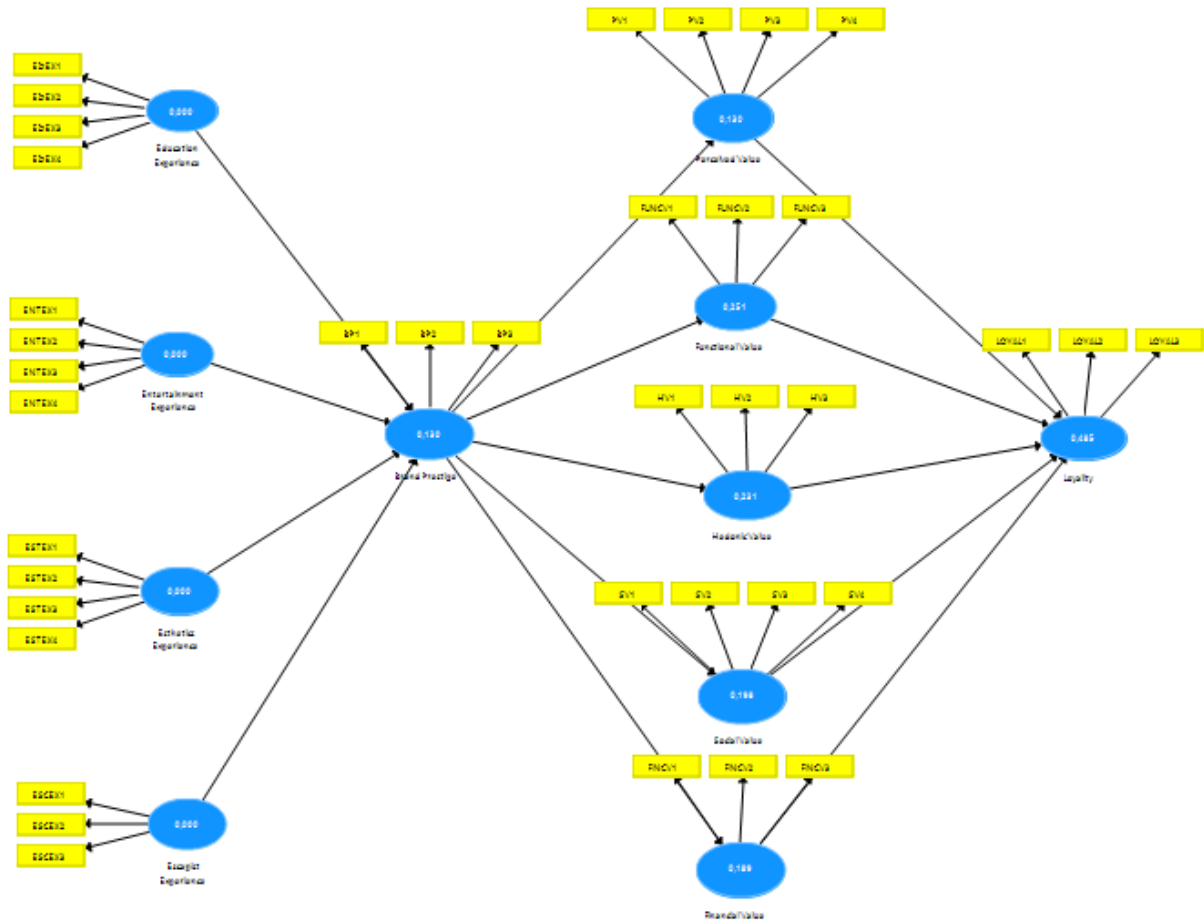 PV1 PV2 PV3 PV4
EDEX1
EDEX2
EDEX3
EDEX4
0,000
Education
Experience
0,130
Perceived Value
FUNCV1 FUNCV2 FUNCV3
0,251
Functional Value
ENTEX1
ENTEX2
ENTEX3
ENTEX4
0,000
Entertainment
Experience
BP1 BP2 BP3
0,130
Brand Prestige
HV1 HV2 HV3
0,231
Hedonic Value
LOYAL1 LOYAL2 LOYAL3
0,485
Loyality
ESTEX1
ESTEX2
ESTEX3
ESTEX4
0,000
Esthetics
Experience
SV1 SV2 SV3 SV4
Social Value
ESCEX1
ESCEX2
ESCEX3
0,000
Escapist
Experience
FINCV1 FINCV2 FINCV3
0,189
Financial Value